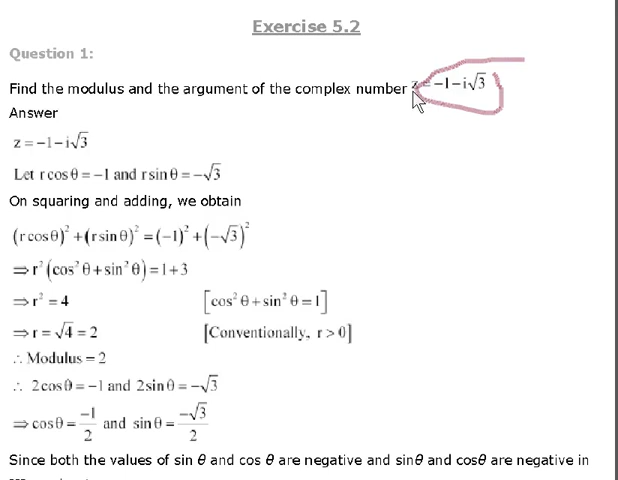 Exercise 5.2
Question 1:
Find the modulus and the argument of the complex number z = −1−i√3
Answer
z = −1−i√3
Let r cos θ = −1 and r sin θ = −√3
On squaring and adding, we obtain
(r cos θ)² + (r sin θ)² = (−1)² + (−√3)²
⇒ r² (cos² θ + sin² θ) = 1 + 3
⇒ r² = 4 [cos² θ + sin² θ = 1]
⇒ r = √4 = 2 [Conventionally, r > 0]
∴ Modulus = 2
∴ 2 cos θ = −1 and 2 sin θ = −√3
⇒ cos θ = −1/2 and sin θ = −√3/2
Since both the values of sin θ and cos θ are negative and sinθ and cosθ are negative in